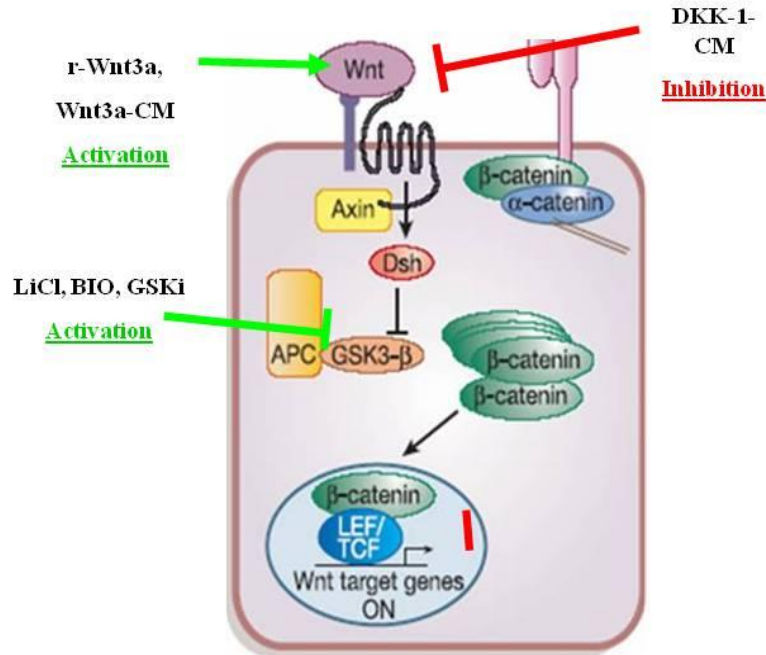 DKK-1-
CM
Inhibition
r-Wnt3a,
Wnt3a-CM
Activation
Wnt
β-catenin
α-catenin
Axin
Dsh
LiCl, BIO, GSKi
Activation
APC
GSK3-β
β-catenin
β-catenin
β-catenin
LEF/
TCF
Wnt target genes
ON